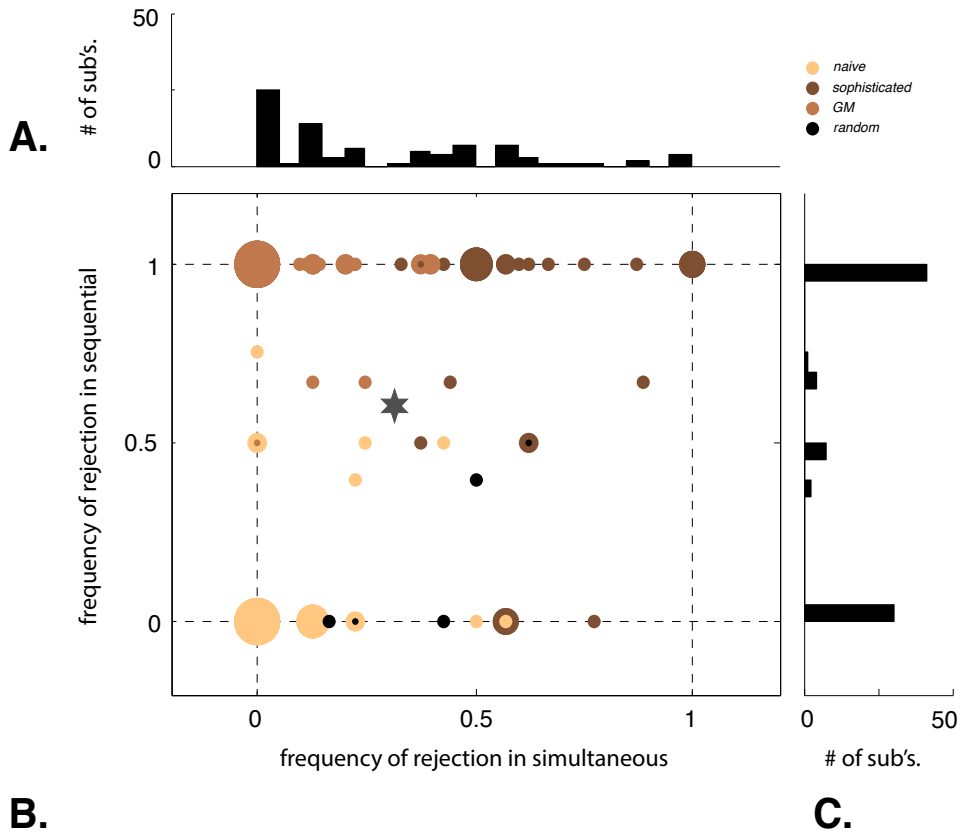 A.
# of sub's.
50
0
naive
sophisticated
GM
random
frequency of rejection in sequential
1
0.5
0
0
0.5
1
frequency of rejection in simultaneous
0
50
# of sub's.
B.
C.